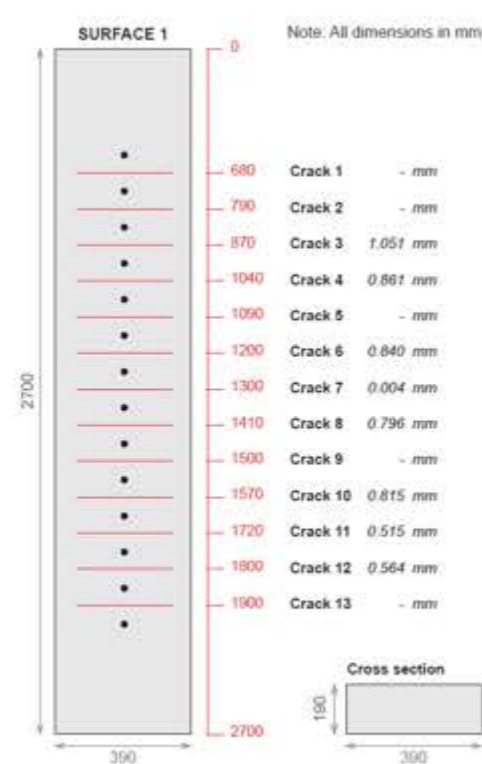 SURFACE 1
0
Note: All dimensions in mm
680 Crack 1 - mm
790 Crack 2 - mm
870 Crack 3 1.051 mm
1040 Crack 4 0.861 mm
1090 Crack 5 - mm
1200 Crack 6 0.840 mm
1300 Crack 7 0.004 mm
1410 Crack 8 0.796 mm
1500 Crack 9 - mm
1570 Crack 10 0.815 mm
1720 Crack 11 0.515 mm
1800 Crack 12 0.564 mm
1900 Crack 13 - mm
2700
Cross section
190
2700
390
390